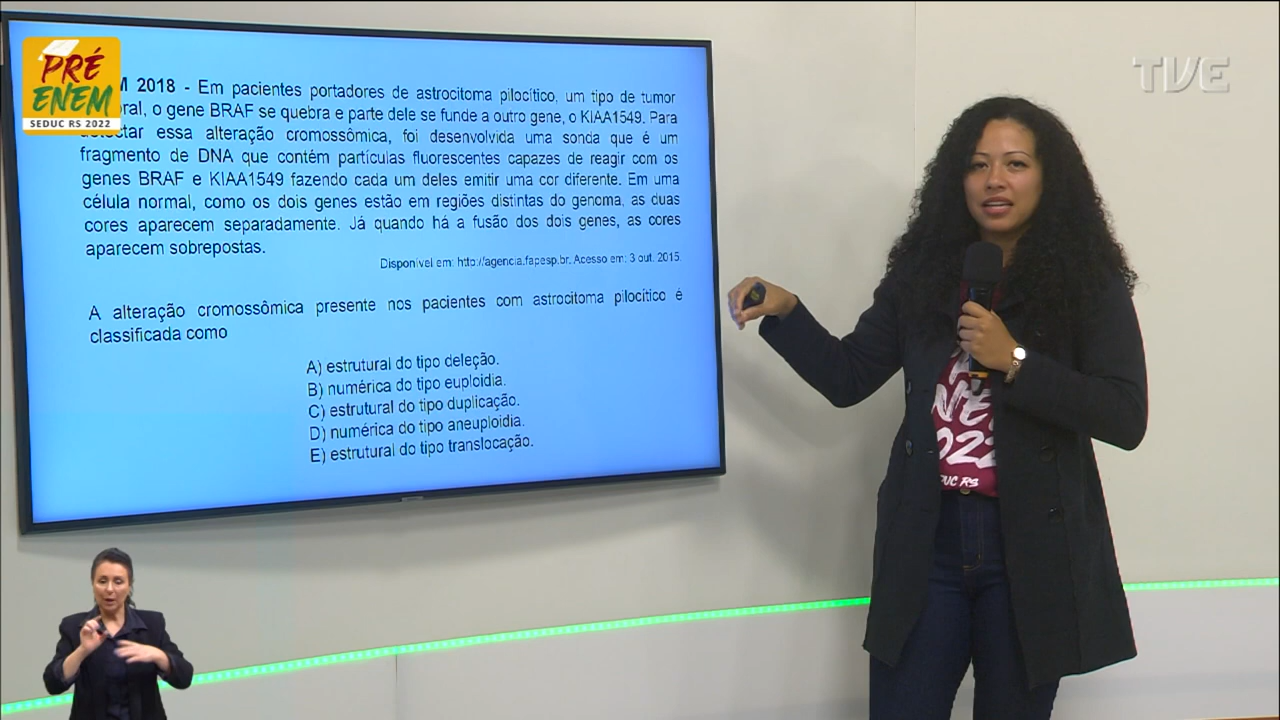 PRÉ
ENEM
SEDUC RS 2022
TVE
2018 - Em pacientes portadores de astrocitoma pilocítico, um tipo de tumor
o gene BRAF se quebra e parte dele se funde a outro gene, o KIAA1549. Para
essa alteração cromossômica, foi desenvolvida uma sonda que é um
fragmento de DNA que contém partículas fluorescentes capazes de reagir com os
genes BRAF e KIAA1549 fazendo cada um deles emitir uma cor diferente. Em uma
célula normal, como os dois genes estão em regiões distintas do genoma, as duas
cores aparecem separadamente. Já quando há a fusão dos dois genes, as cores
aparecem sobrepostas.
Disponível em: http://agencia.fapesp.br. Acesso em: 3 out. 2015.
A alteração cromossômica presente nos pacientes com astrocitoma pilocítico é
classificada como
A) estrutural do tipo deleção.
B) numérica do tipo euploidia.
C) estrutural do tipo duplicação.
D) numérica do tipo aneuploidia.
E) estrutural do tipo translocação.
2022
RS